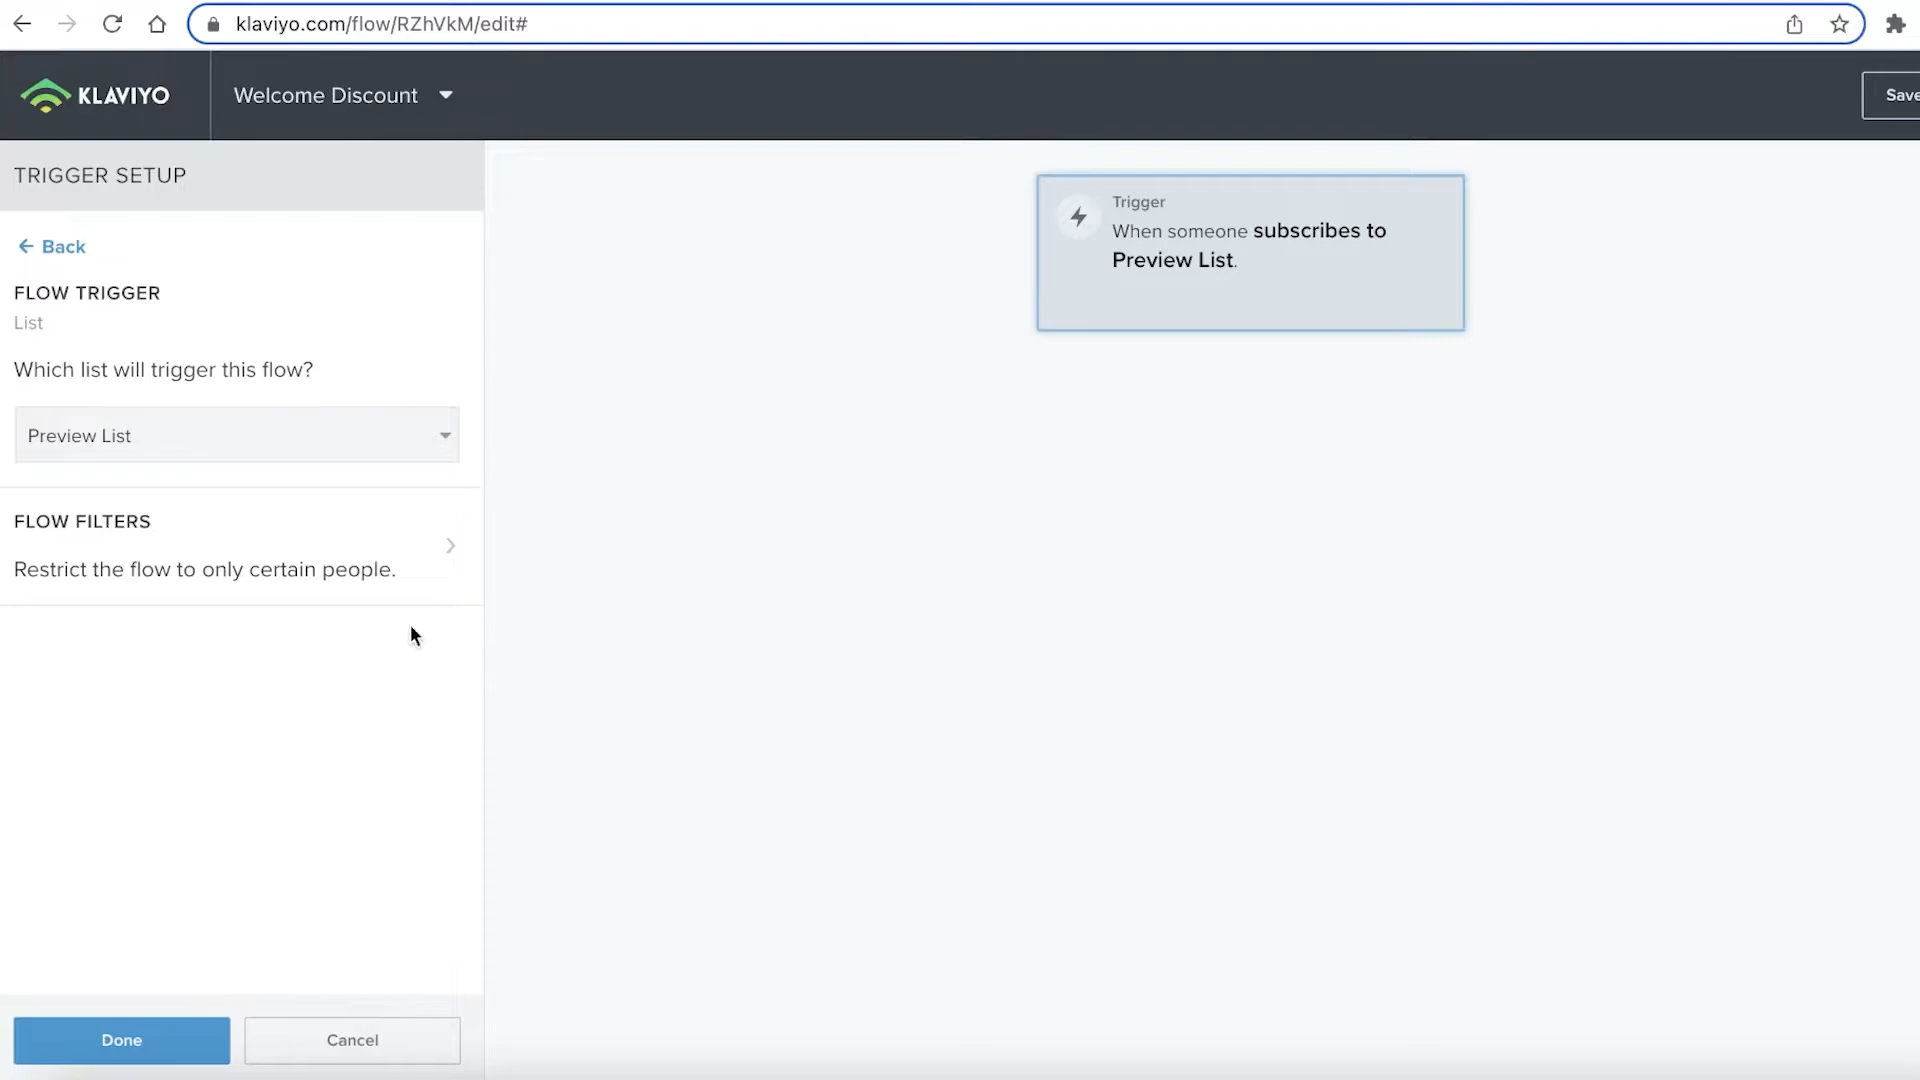 klaviyo.com/flow/RZhVkM/edit#
KLAVIYO
Welcome Discount
Save
TRIGGER SETUP
← Back
FLOW TRIGGER
List
Which list will trigger this flow?
Preview List
FLOW FILTERS
Restrict the flow to only certain people.
Done
Cancel
Trigger
When someone subscribes to
Preview List.